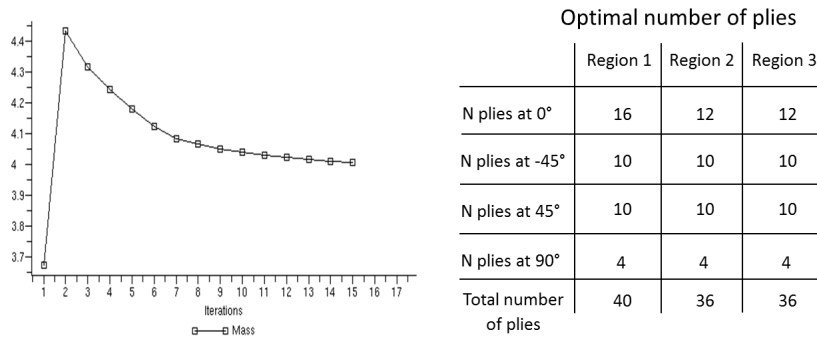 4.4
4.3
4.2
4.1
4
3.9
3.8
3.7
1 2 3 4 5 6 7 8 9 10 11 12 13 14 15 16 17
Iterations
Mass
Optimal number of plies
Region 1 Region 2 Region 3
N plies at 0° 16 12 12
N plies at -45° 10 10 10
N plies at 45° 10 10 10
N plies at 90° 4 4 4
Total number 40 36 36
of plies